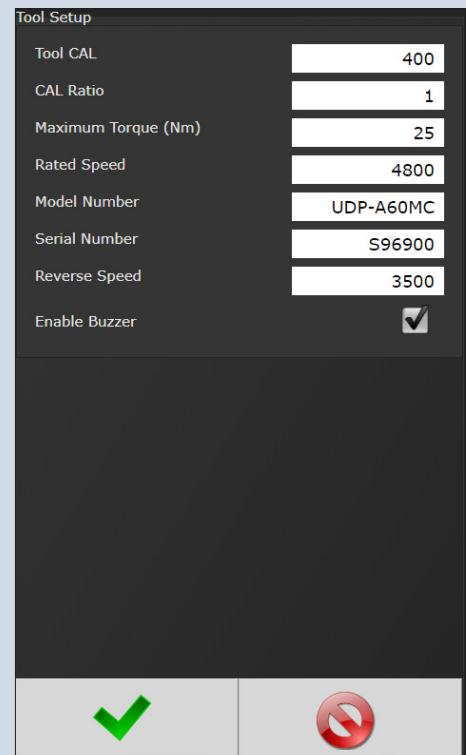 Tool Setup
Tool CAL 400
CAL Ratio 1
Maximum Torque (Nm) 25
Rated Speed 4800
Model Number UDP-A60MC
Serial Number S96900
Reverse Speed 3500
Enable Buzzer